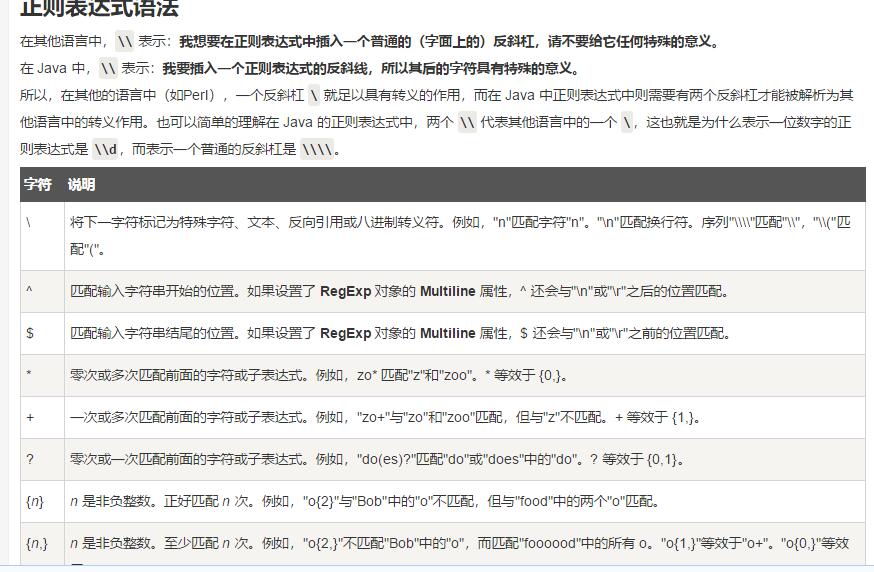 正则表达式语法
在其他语言中，\\ 表示：我想要在正则表达式中插入一个普通的（字面上的）反斜杠，请不要给它任何特殊的意义。
在 Java 中，\\ 表示：我要插入一个正则表达式的反斜线，所以其后的字符具有特殊的意义。
所以，在其他的语言中（如Perl），一个反斜杠 \ 就足以具有转义的作用，而在 Java 中正则表达式中则需要有两个反斜杠才能被解析为其
他语言中的转义作用。也可以简单的理解在 Java 的正则表达式中，两个 \\ 代表其他语言中的一个 \，这也就是为什么表示一位数字的正
则表达式是 \\d，而表示一个普通的反斜杠是 \\\\。
字符 说明
\ 将下一字符标记为特殊字符、文本、反向引用或八进制转义符。例如，"n"匹配字符"n"。"\n"匹配换行符。序列"\\\\"匹配"\\"，"\\("匹
配"("。
^ 匹配输入字符串开始的位置。如果设置了 RegExp 对象的 Multiline 属性，^ 还会与"\n"或"\r"之后的位置匹配。
$ 匹配输入字符串结尾的位置。如果设置了 RegExp 对象的 Multiline 属性，$ 还会与"\n"或"\r"之前的位置匹配。
* 零次或多次匹配前面的字符或子表达式。例如，zo* 匹配"z"和"zoo"。* 等效于 {0,}。
+ 一次或多次匹配前面的字符或子表达式。例如，"zo+"与"zo"和"zoo"匹配，但与"z"不匹配。+ 等效于 {1,}。
? 零次或一次匹配前面的字符或子表达式。例如，"do(es)?"匹配"do"或"does"中的"do"。? 等效于 {0,1}。
{n} n 是非负整数。正好匹配 n 次。例如，"o{2}"与"Bob"中的"o"不匹配，但与"food"中的两个"o"匹配。
{n,} n 是非负整数。至少匹配 n 次。例如，"o{2,}"不匹配"Bob"中的"o"，而匹配"foooood"中的所有 o。"o{1,}"等效于"o+"。"o{0,}"等效